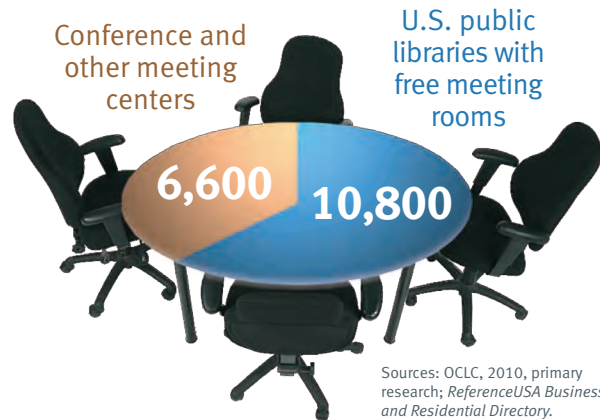 Conference and
other meeting
centers
U.S. public
libraries with
free meeting
rooms
6,600
10,800
Sources: OCLC, 2010, primary
research; ReferenceUSA Business
and Residential Directory.